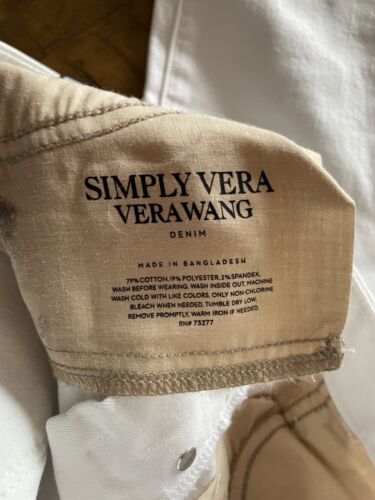 SIMPLY VERA
VERAWANG
DENIM
MADE IN BANGLADESH
79% COTTON, 19% POLYESTER, 2% SPANDEX,
WASH BEFORE WEARING. WASH INSIDE OUT. MACHINE
WASH COLD WITH LIKE COLORS, ONLY NON-CHLORINE
BLEACH WHEN NEEDED, TUMBLE DRY LOW,
REMOVE PROMPTLY, WARM IRON IF NEEDED.
RN# 73277